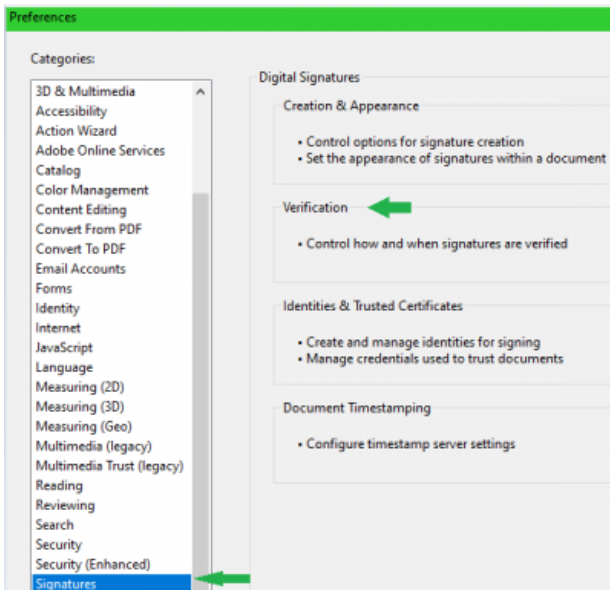 Preferences
Categories:
3D & Multimedia
Accessibility
Action Wizard
Adobe Online Services
Catalog
Color Management
Content Editing
Convert From PDF
Convert To PDF
Email Accounts
Forms
Identity
Internet
JavaScript
Language
Measuring (2D)
Measuring (3D)
Measuring (Geo)
Multimedia (legacy)
Multimedia Trust (legacy)
Reading
Reviewing
Search
Security
Security (Enhanced)
Signatures
Digital Signatures
Creation & Appearance
• Control options for signature creation
• Set the appearance of signatures within a document
Verification
• Control how and when signatures are verified
Identities & Trusted Certificates
• Create and manage identities for signing
• Manage credentials used to trust documents
Document Timestamping
• Configure timestamp server settings